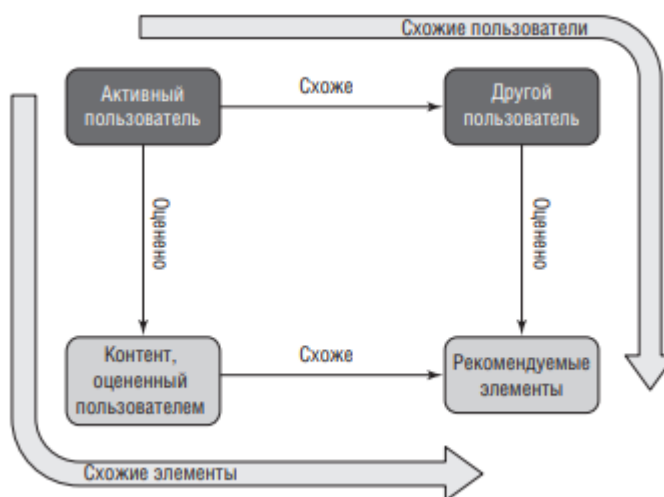 Схожие пользователи
Активный
пользователь
Схоже
Другой
пользователь
Оценено
Оценено
Контент,
оцененный
пользователем
Схоже
Рекомендуемые
элементы
Схожие элементы